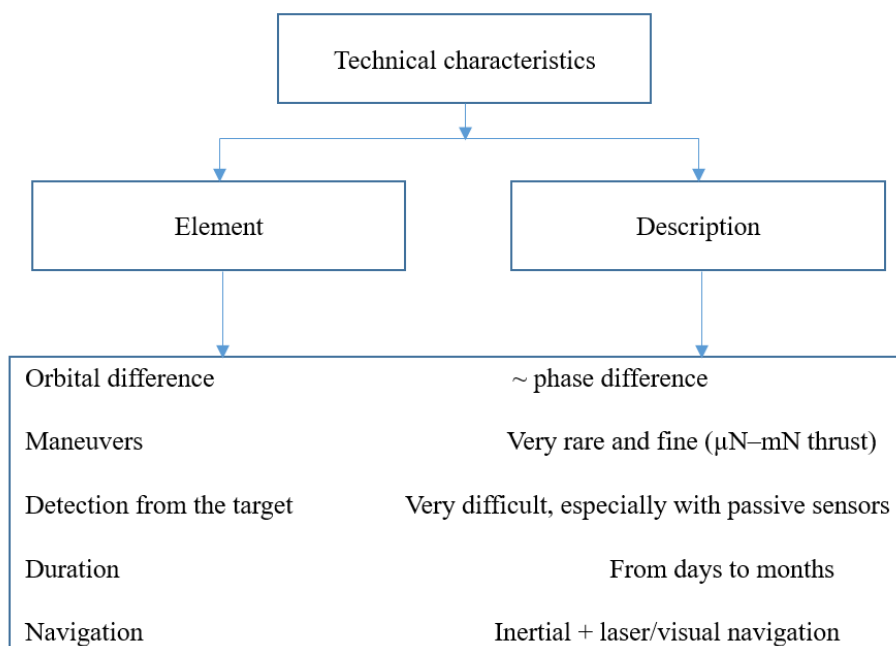 Technical characteristics
Element
Description
Orbital difference ~ phase difference
Maneuvers Very rare and fine (µN–mN thrust)
Detection from the target Very difficult, especially with passive sensors
Duration From days to months
Navigation Inertial + laser/visual navigation